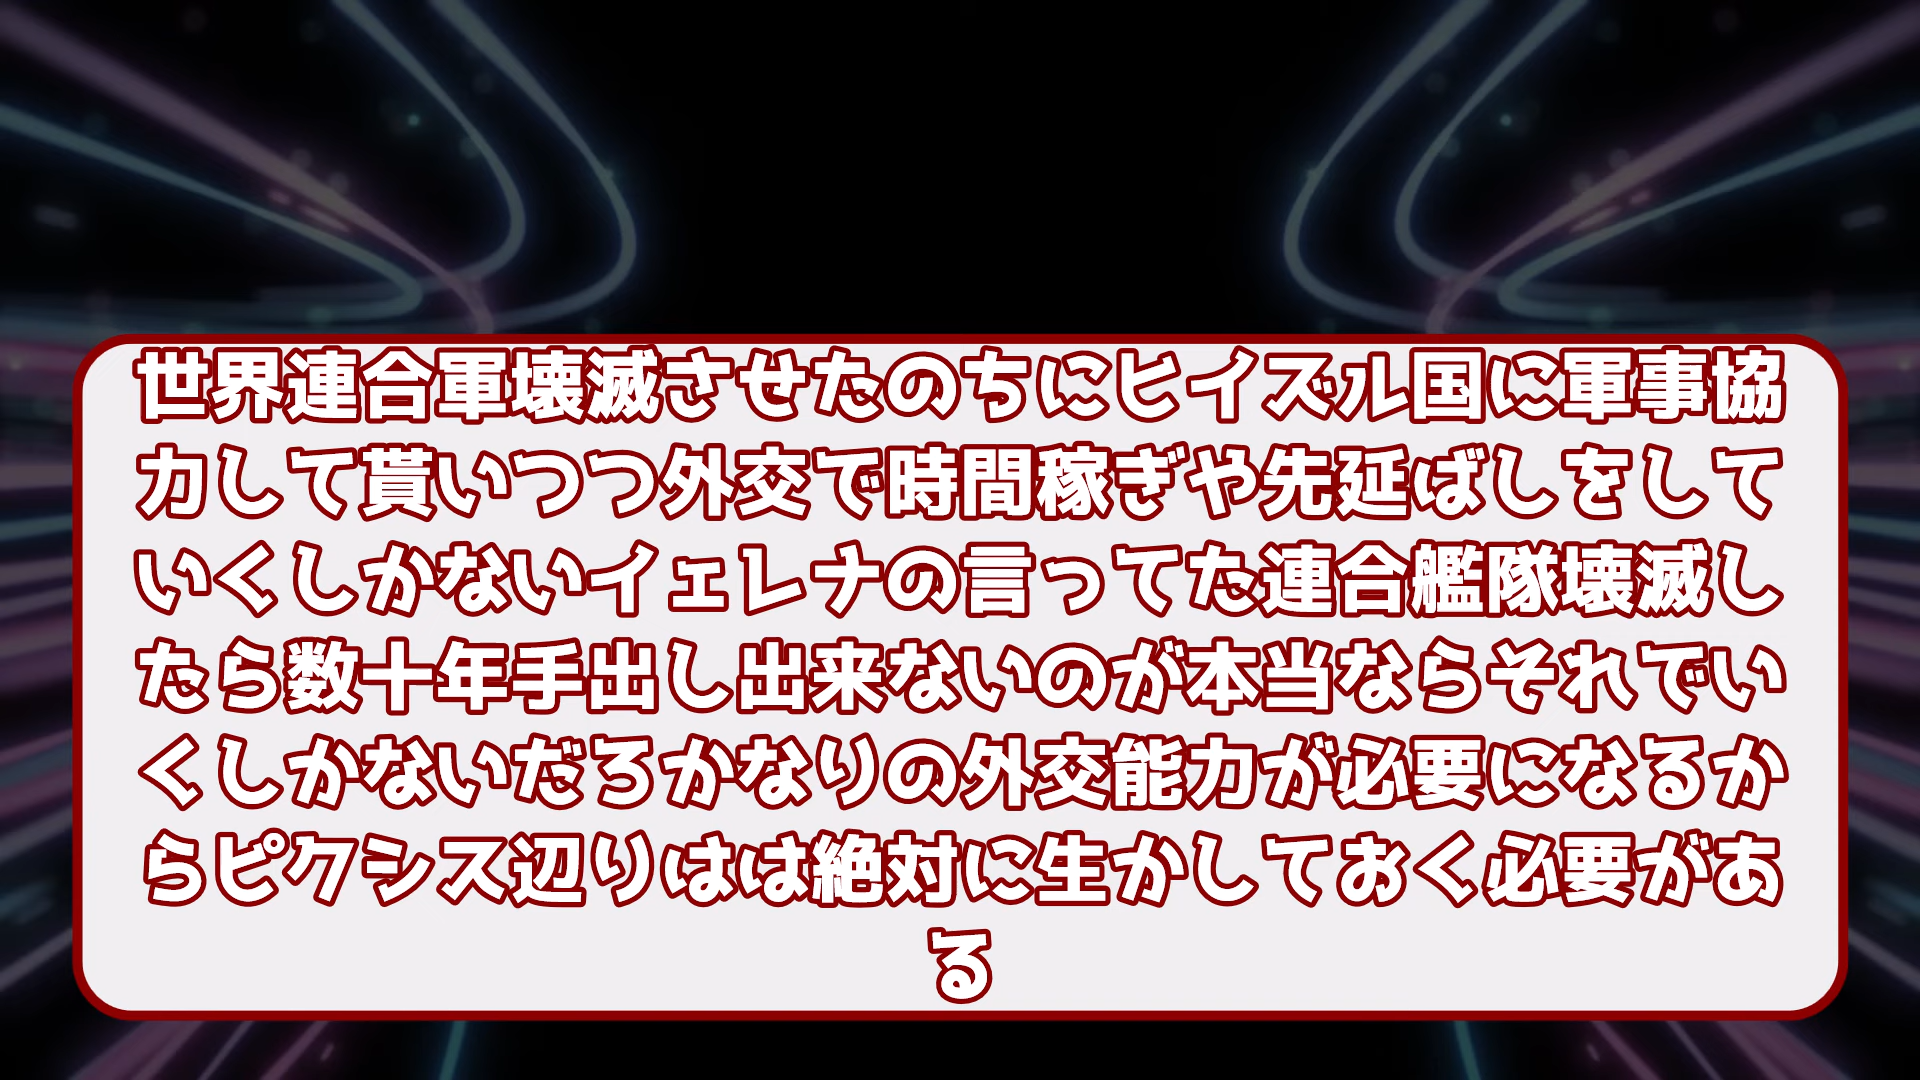 世界連合軍壊滅させたのちにヒイズル国に軍事協
力して貰いつつ外交で時間稼ぎや先延ばしをして
いくしかないイェレナの言ってた連合艦隊壊滅し
たら数十年手出し出来ないのが本当ならそれでい
くしかないだろかなりの外交能力が必要になるか
らピクシス辺りはは絶対に生かしておく必要があ
る